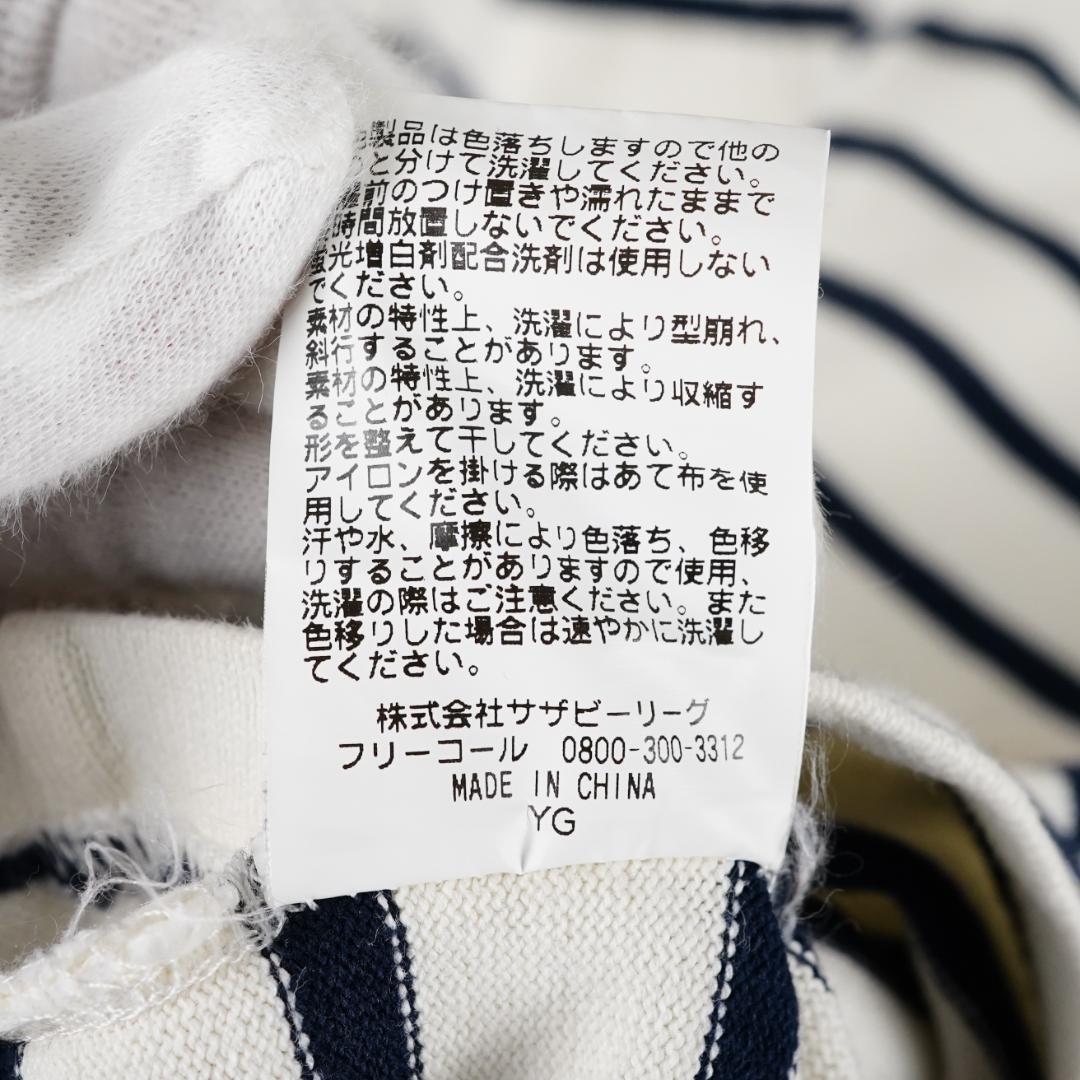 製品は色落ちしますので他の
と分けて洗濯してください。
前のつけ置きや濡れたままで
時間放置しないでください。
蛍光増白剤配合洗剤は使用しない
でください。
素材の特性上、洗濯により型崩れ、
斜行することがあります。
素材の特性上、洗濯により収縮す
ることがあります。
形を整えて干してください。
アイロンを掛ける際はあて布を使
用してください。
汗や水、摩擦により色落ち、色移
りすることがありますので使用、
洗濯の際はご注意ください。また
色移りした場合は速やかに洗濯し
てください。
株式会社サザビーリーグ
フリーコール 0800-300-3312
MADE IN CHINA
YG